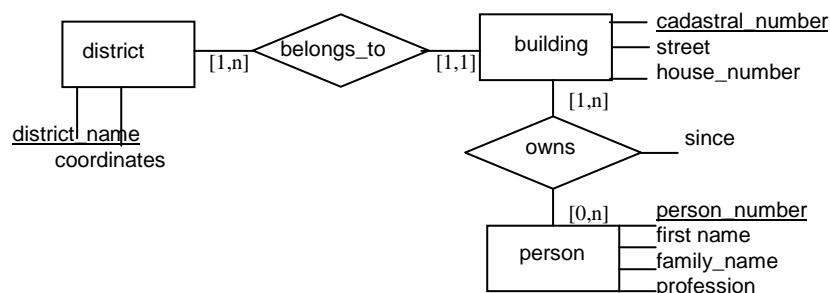 district
[1,n]
belongs_to
[1,1]
building
cadastral_number
street
house_number
district_name
coordinates
[1,n]
owns
since
[0,n]
person
person_number
first name
family_name
profession